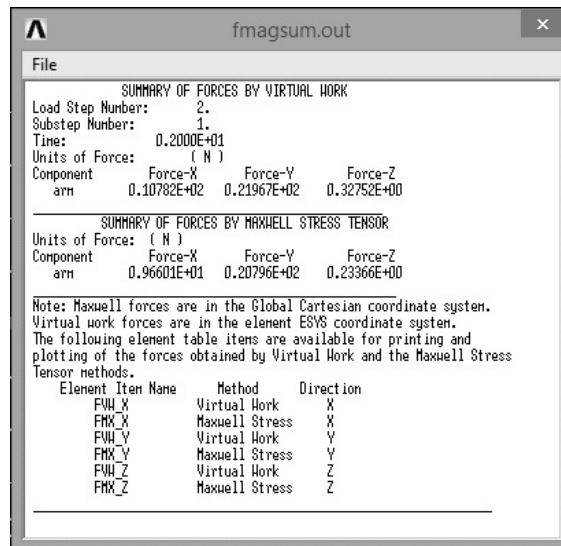 fmagsum.out
File
SUMMARY OF FORCES BY VIRTUAL WORK
Load Step Number: 2.
Substep Number: 1.
Time: 0.2000E+01
Units of Force: ( N )
Component Force-X Force-Y Force-Z
arm 0.10782E+02 0.21967E+02 0.32752E+00
SUMMARY OF FORCES BY MAXWELL STRESS TENSOR
Units of Force: ( N )
Component Force-X Force-Y Force-Z
arm 0.96601E+01 0.20796E+02 0.23366E+00
Note: Maxwell forces are in the Global Cartesian coordinate system.
Virtual work forces are in the element ESYS coordinate system.
The following element table items are available for printing and
plotting of the forces obtained by Virtual Work and the Maxwell Stress
Tensor methods.
Element Item Name Method Direction
FVW_X Virtual Work X
FMX_X Maxwell Stress X
FVW_Y Virtual Work Y
FMX_Y Maxwell Stress Y
FVW_Z Virtual Work Z
FMX_Z Maxwell Stress Z